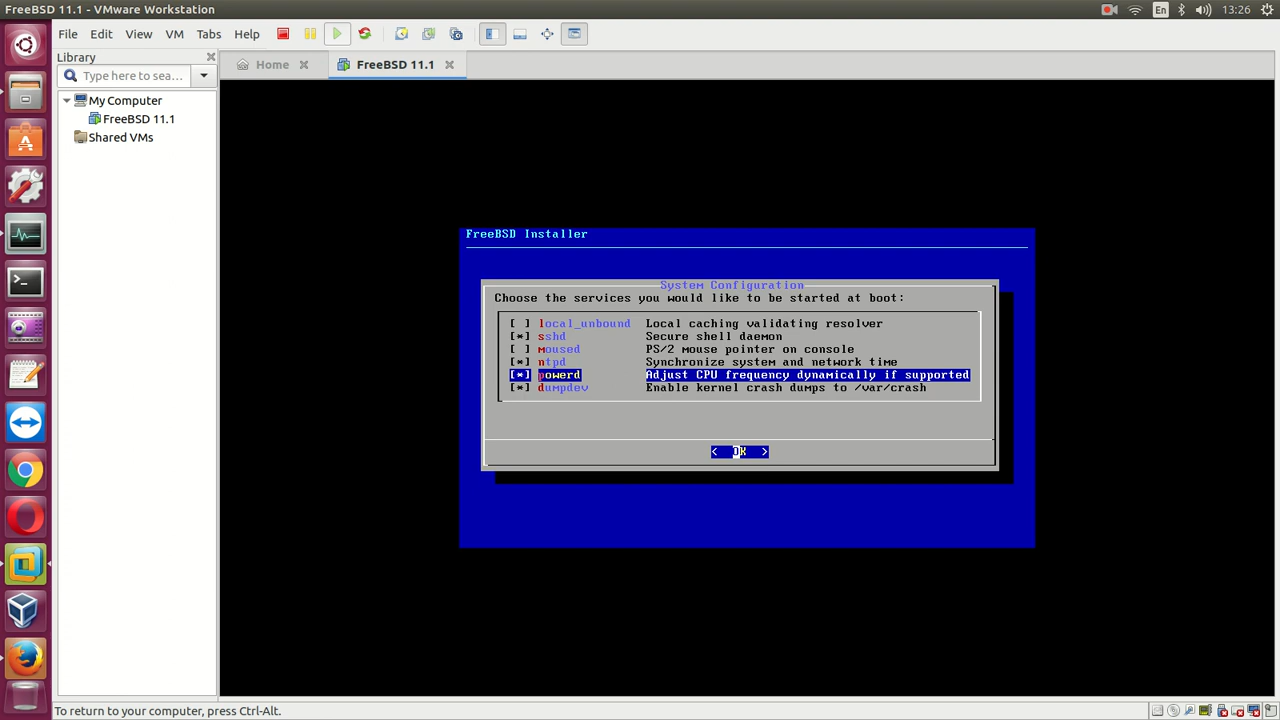 FreeBSD 11.1 - VMware Workstation
En
13:26
File Edit View VM Tabs Help
Library
Type here to sea...
Home
FreeBSD 11.1
My Computer
FreeBSD 11.1
Shared VMs
FreeBSD Installer
System Configuration
Choose the services you would like to be started at boot:
[ ] local_unbound Local caching validating resolver
[*] sshd Secure shell daemon
[ ] moused PS/2 mouse pointer on console
[*] ntpd Synchronize system and network time
[*] powerd Adjust CPU frequency dynamically if supported
[*] dumpdev Enable kernel crash dumps to /var/crash
< OK >
To return to your computer, press Ctrl-Alt.